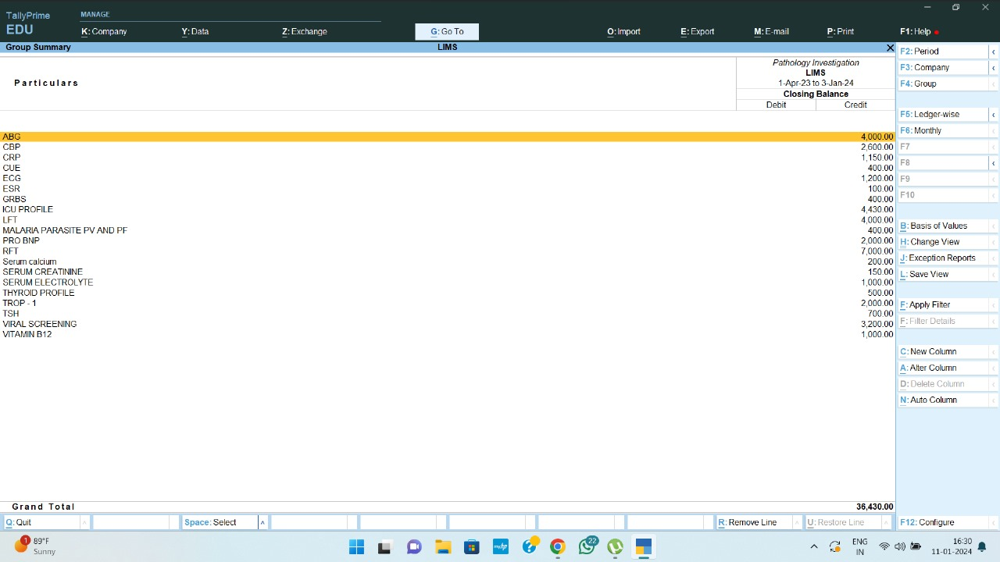 TallyPrime
EDU
MANAGE
K: Company Y: Data Z: Exchange G: Go To O: Import E: Export M: E-mail P: Print F1: Help
Group Summary LIMS
Particulars
Pathology Investigation
LIMS
1-Apr-23 to 3-Jan-24
Closing Balance
Debit Credit
ABG 4,000.00
CBP 2,600.00
CRP 1,150.00
CUE 400.00
ECG 1,200.00
ESR 100.00
GRBS 400.00
ICU PROFILE 4,430.00
LFT 4,000.00
MALARIA PARASITE PV AND PF 400.00
PRO BNP 2,000.00
RFT 7,000.00
Serum calcium 200.00
SERUM CREATININE 150.00
SERUM ELECTROLYTE 1,000.00
THYROID PROFILE 500.00
TROP - 1 2,000.00
TSH 700.00
VIRAL SCREENING 3,200.00
VITAMIN B12 1,000.00
Grand Total 36,430.00
F2: Period
F3: Company
F4: Group
F5: Ledger-wise
F6: Monthly
F7
F8
F9
F10
B: Basis of Values
H: Change View
J: Exception Reports
L: Save View
F: Apply Filter
F: Filter Details
C: New Column
A: Alter Column
D: Delete Column
N: Auto Column
Q: Quit Space: Select R: Remove Line U: Restore Line F12: Configure
1
89°F
Sunny
myhp
22
ENG
IN
16:30
11-01-2024